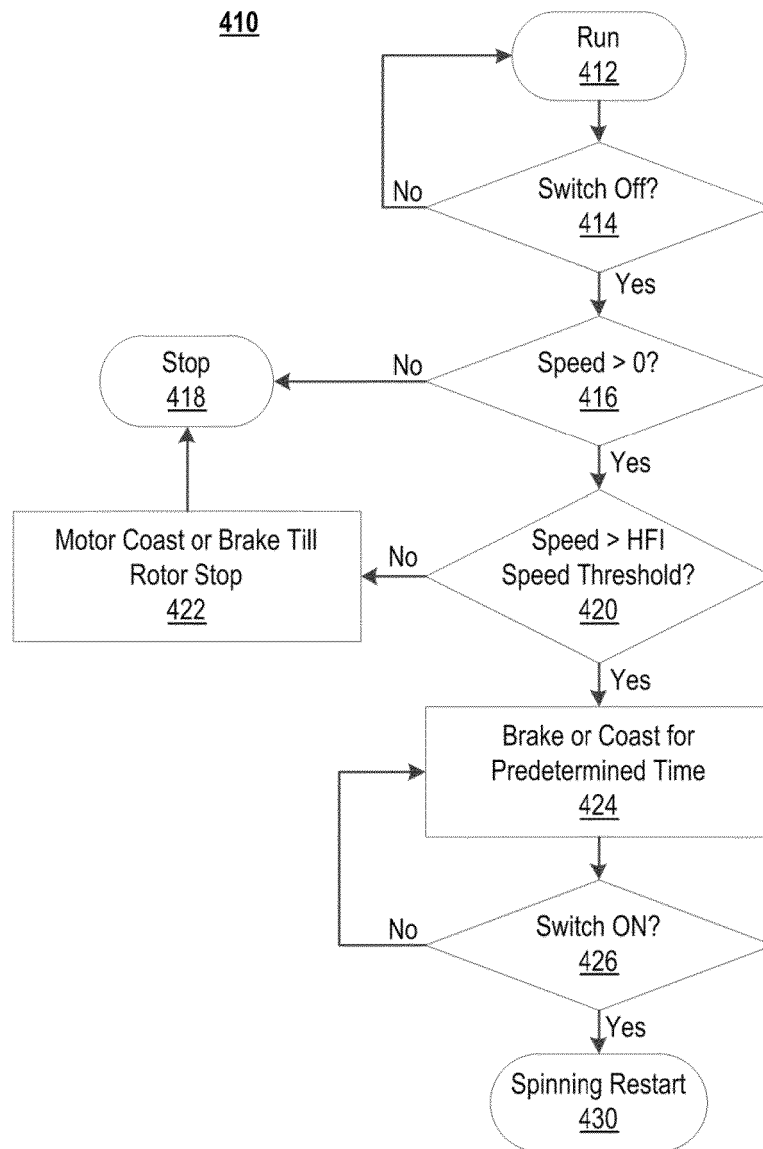 410
Run
412
No
Switch Off?
414
Yes
Stop
418
No
Speed > 0?
416
Yes
Motor Coast or Brake Till
Rotor Stop
422
No
Speed > HFI
Speed Threshold?
420
Yes
Brake or Coast for
Predetermined Time
424
No
Switch ON?
426
Yes
Spinning Restart
430